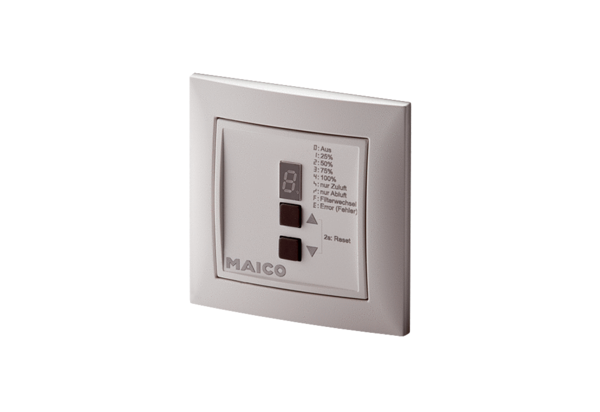 0: Aus
1: 25%
2: 50%
3: 75%
4: 100%
nur Zuluft
nur Abluft
F: Filterwechsel
E: Error (Fehler)
8.
▲
2s: Reset
▼
MAICO